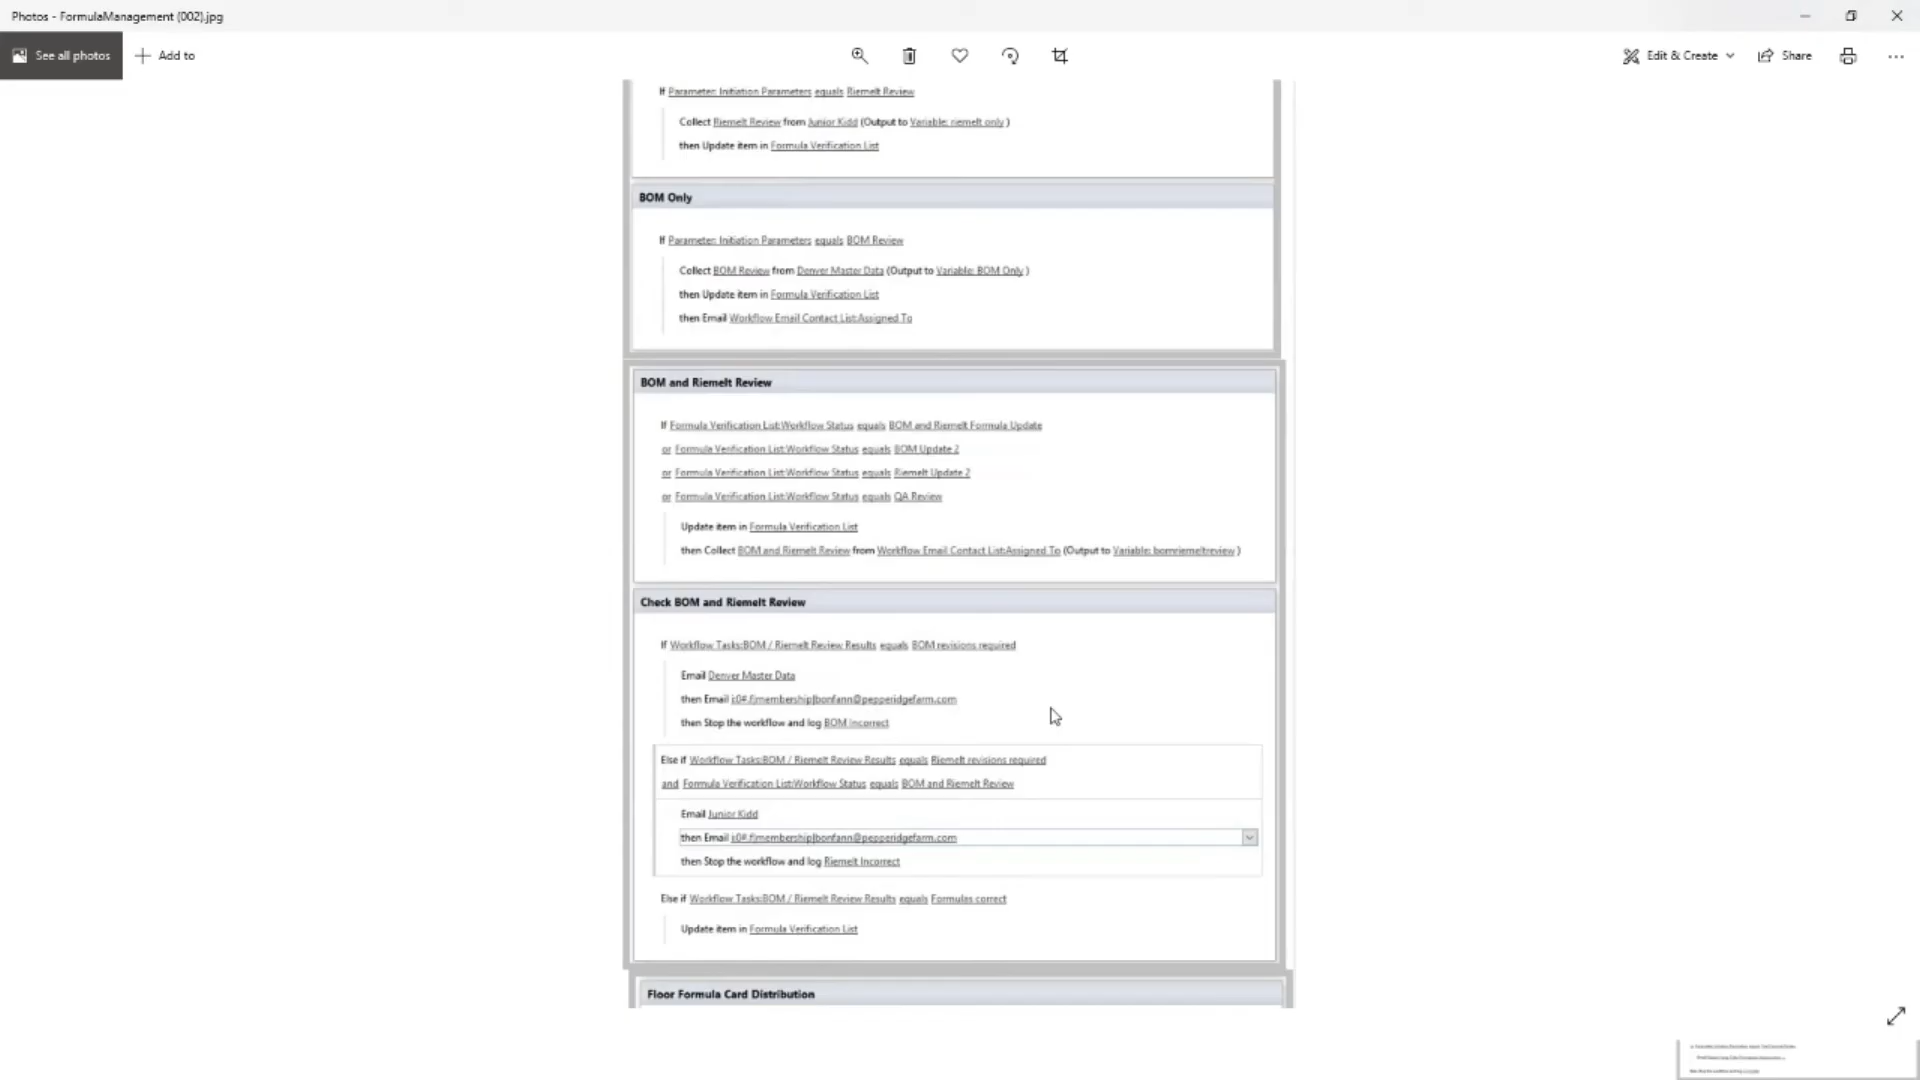 Photos - FormulaManagement (002).jpg
See all photos
Add to
Edit & Create
Share
If Parameter: Initiation Parameters equals Riemelt Review
Collect Riemelt Review from Junior Kidd (Output to Variable: riemelt only )
then Update item in Formula Verification List
BOM Only
If Parameter: Initiation Parameters equals BOM Review
Collect BOM Review from Denver Master Data (Output to Variable: BOM Only )
then Update item in Formula Verification List
then Email Workflow Email Contact List:Assigned To
BOM and Riemelt Review
If Formula Verification List:Workflow Status equals BOM and Riemelt Formula Update
or Formula Verification List:Workflow Status equals BOM Update 2
or Formula Verification List:Workflow Status equals Riemelt Update 2
or Formula Verification List:Workflow Status equals QA Review
Update item in Formula Verification List
then Collect BOM and Riemelt Review from Workflow Email Contact List:Assigned To (Output to Variable: bomriemeltreview )
Check BOM and Riemelt Review
If Workflow Tasks:BOM / Riemelt Review Results equals BOM revisions required
Email Denver Master Data
then Email i:0#.f|membership|bonfann@pepperidgefarm.com
then Stop the workflow and log BOM Incorrect
Else if Workflow Tasks:BOM / Riemelt Review Results equals Riemelt revisions required
and Formula Verification List:Workflow Status equals BOM and Riemelt Review
Email Junior Kidd
then Email i:0#.f|membership|bonfann@pepperidgefarm.com
then Stop the workflow and log Riemelt Incorrect
Else if Workflow Tasks:BOM / Riemelt Review Results equals Formulas correct
Update item in Formula Verification List
Floor Formula Card Distribution